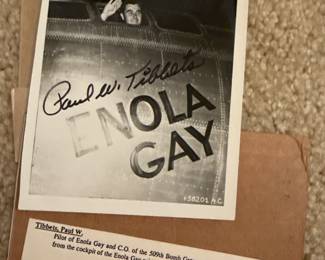 Paul W. Tibbets
ENOLA
GAY
Tibbets, Paul W.
Pilot of Enola Gay and C.O. of the 509th Bomb
from the cockpit of the Enola Gay